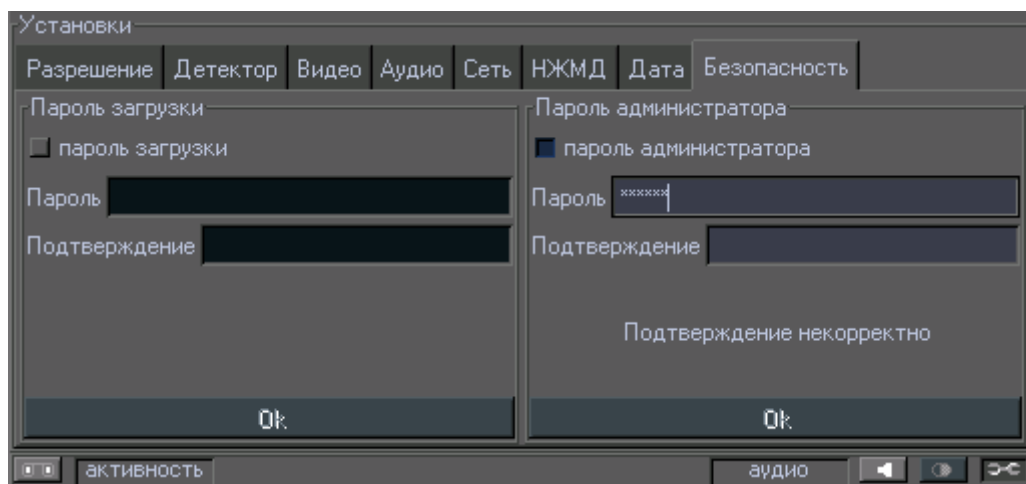 Установки
Разрешение Детектор Видео Аудио Сеть НЖМД Дата Безопасность
Пароль загрузки
пароль загрузки
Пароль
Подтверждение
Ok
Пароль администратора
пароль администратора
Пароль ******
Подтверждение
Подтверждение некорректно
Ok
активность аудио